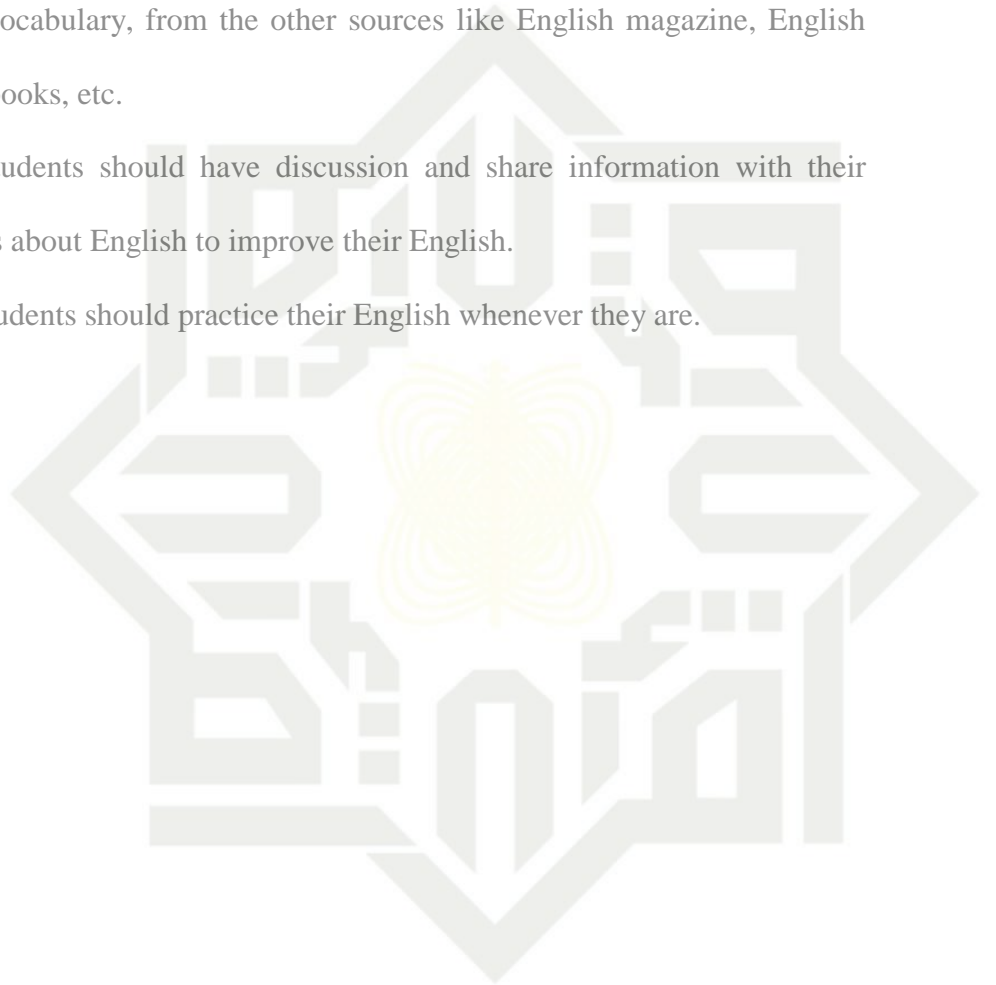 ocabulary, from the other sources like English magazine, English
ooks, etc.
udents should have discussion and share information with their
s about English to improve their English.
udents should practice their English whenever they are.